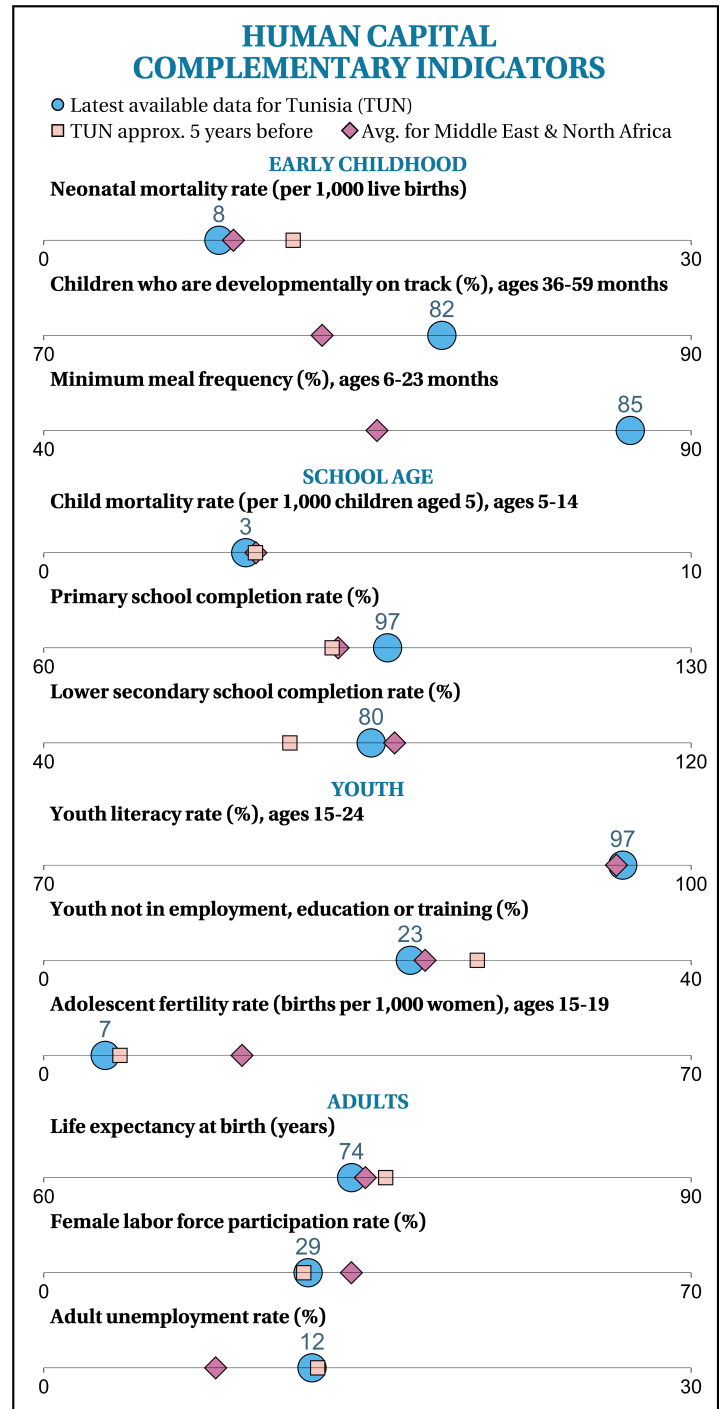 HUMAN CAPITAL
COMPLEMENTARY INDICATORS
Latest available data for Tunisia (TUN)
TUN approx. 5 years before Avg. for Middle East & North Africa
EARLY CHILDHOOD
Neonatal mortality rate (per 1,000 live births)
8
0 30
Children who are developmentally on track (%), ages 36-59 months
82
70 90
Minimum meal frequency (%), ages 6-23 months
85
40 90
SCHOOL AGE
Child mortality rate (per 1,000 children aged 5), ages 5-14
3
0 10
Primary school completion rate (%)
97
60 130
Lower secondary school completion rate (%)
80
40 120
YOUTH
Youth literacy rate (%), ages 15-24
97
70 100
Youth not in employment, education or training (%)
23
0 40
Adolescent fertility rate (births per 1,000 women), ages 15-19
7
0 70
ADULTS
Life expectancy at birth (years)
74
60 90
Female labor force participation rate (%)
29
0 70
Adult unemployment rate (%)
12
0 30